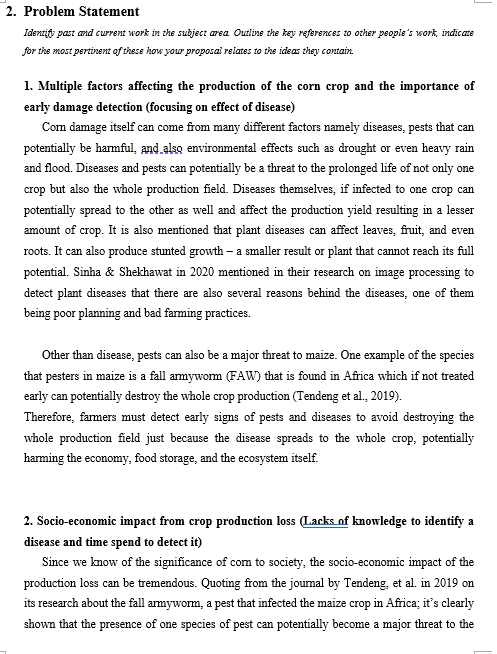 2. Problem Statement
Identify past and current work in the subject area. Outline the key references to other people's work, indicate
for the most pertinent of these how your proposal relates to the ideas they contain.
1. Multiple factors affecting the production of the corn crop and the importance of
early damage detection (focusing on effect of disease)
Corn damage itself can come from many different factors namely diseases, pests that can
potentially be harmful, and also environmental effects such as drought or even heavy rain
and flood. Diseases and pests can potentially be a threat to the prolonged life of not only one
crop but also the whole production field. Diseases themselves, if infected to one crop can
potentially spread to the other as well and affect the production yield resulting in a lesser
amount of crop. It is also mentioned that plant diseases can affect leaves, fruit, and even
roots. It can also produce stunted growth – a smaller result or plant that cannot reach its full
potential. Sinha & Shekhawat in 2020 mentioned in their research on image processing to
detect plant diseases that there are also several reasons behind the diseases, one of them
being poor planning and bad farming practices.
Other than disease, pests can also be a major threat to maize. One example of the species
that pesters in maize is a fall armyworm (FAW) that is found in Africa which if not treated
early can potentially destroy the whole crop production (Tendeng et al., 2019).
Therefore, farmers must detect early signs of pests and diseases to avoid destroying the
whole production field just because the disease spreads to the whole crop, potentially
harming the economy, food storage, and the ecosystem itself.
2. Socio-economic impact from crop production loss (Lacks of knowledge to identify a
disease and time spend to detect it)
Since we know of the significance of corn to society, the socio-economic impact of the
production loss can be tremendous. Quoting from the journal by Tendeng, et al. in 2019 on
its research about the fall armyworm, a pest that infected the maize crop in Africa; it's clearly
shown that the presence of one species of pest can potentially become a major threat to the